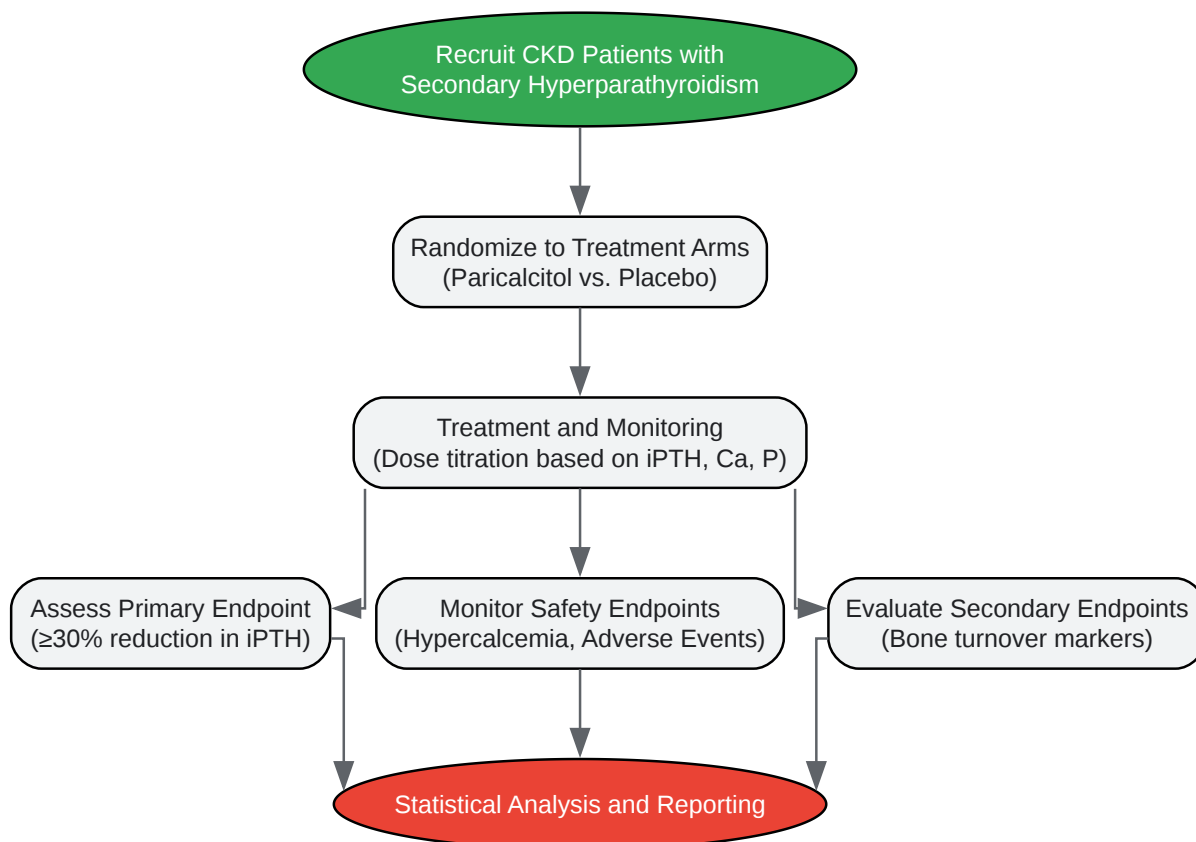 Recruit CKD Patients with
Secondary Hyperparathyroidism
Randomize to Treatment Arms
(Paricalcitol vs. Placebo)
Treatment and Monitoring
(Dose titration based on iPTH, Ca, P)
Assess Primary Endpoint
(≥30% reduction in iPTH)
Monitor Safety Endpoints
(Hypercalcemia, Adverse Events)
Evaluate Secondary Endpoints
(Bone turnover markers)
Statistical Analysis and Reporting